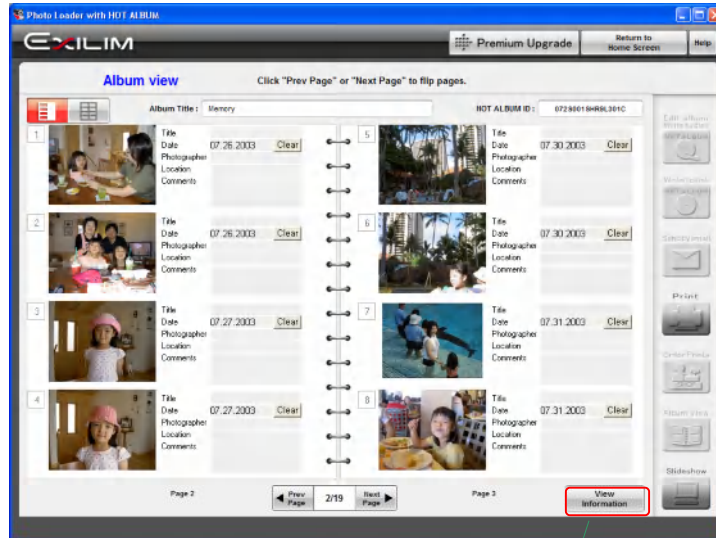 Photo Loader with HOT ALBUM
EXILIM
Premium Upgrade
Return to
Home Screen
Help
Album view
Click "Prev Page" or "Next Page" to flip pages.
Album Title :
Memory
HOT ALBUM ID :
1
Title
Date 07.26.2003 Clear
Photographer
Location
Comments
2
Title
Date 07.26.2003 Clear
Photographer
Location
Comments
3
Title
Date 07.27.2003 Clear
Photographer
Location
Comments
4
Title
Date 07.27.2003 Clear
Photographer
Location
Comments
5
Title
Date 07.30.2003 Clear
Photographer
Location
Comments
6
Title
Date 07.30.2003 Clear
Photographer
Location
Comments
7
Title
Date 07.31.2003 Clear
Photographer
Location
Comments
8
Title
Date 07.31.2003 Clear
Photographer
Location
Comments
Print
Slideshow
Page 2
Prev
Page
2/19
Next
Page
Page 3
View
Information